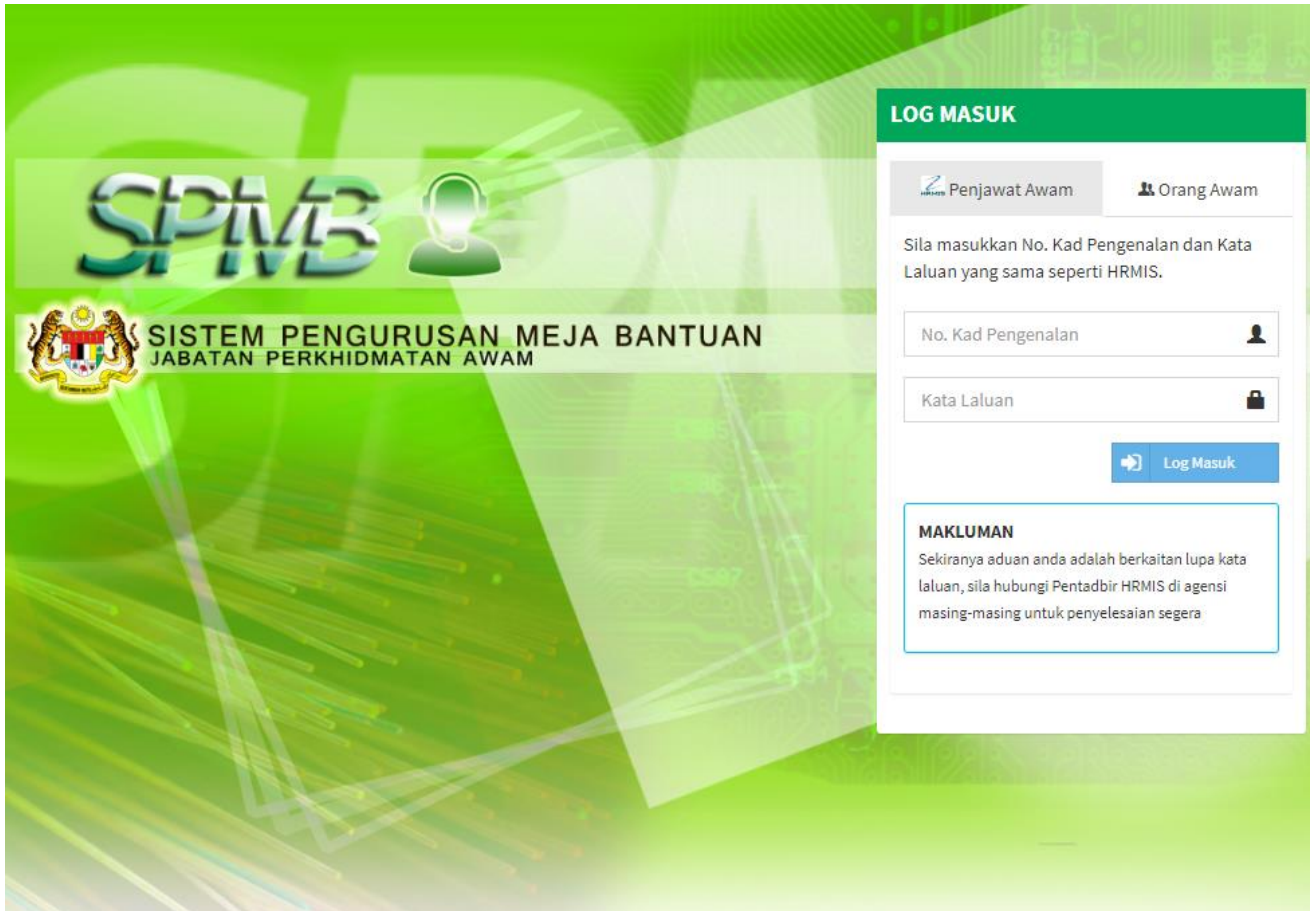 SPMB
SISTEM PENGURUSAN MEJA BANTUAN
JABATAN PERKHIDMATAN AWAM
LOG MASUK
HRMIS Penjawat Awam
Orang Awam
Sila masukkan No. Kad Pengenalan dan Kata
Laluan yang sama seperti HRMIS.
No. Kad Pengenalan
Kata Laluan
Log Masuk
MAKLUMAN
Sekiranya aduan anda adalah berkaitan lupa kata
laluan, sila hubungi Pentadbir HRMIS di agensi
masing-masing untuk penyelesaian segera